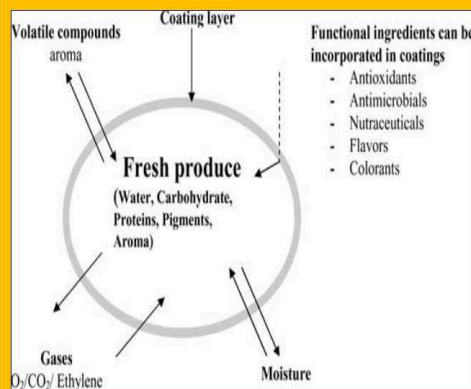 Coating layer
Volatile compounds
aroma
Functional ingredients can be
incorporated in coatings
- Antioxidants
- Antimicrobials
- Nutraceuticals
- Flavors
- Colorants
Fresh produce
(Water, Carbohydrate,
Proteins, Pigments,
Aroma)
Gases
O₂/CO₂/ Ethylene
Moisture